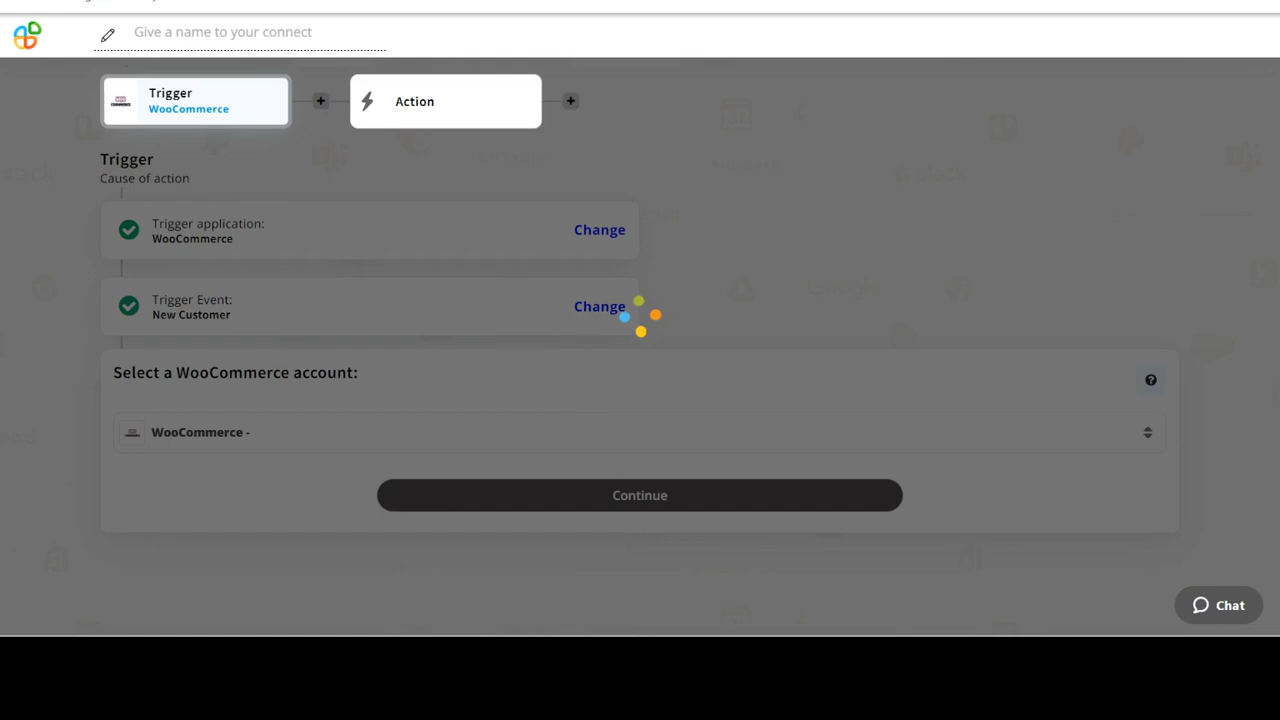 Give a name to your connect
Trigger
WooCommerce
Action
Trigger
Cause of action
Trigger application:
WooCommerce
Change
Trigger Event:
New Customer
Change
Select a WooCommerce account:
WooCommerce -
Continue
Chat